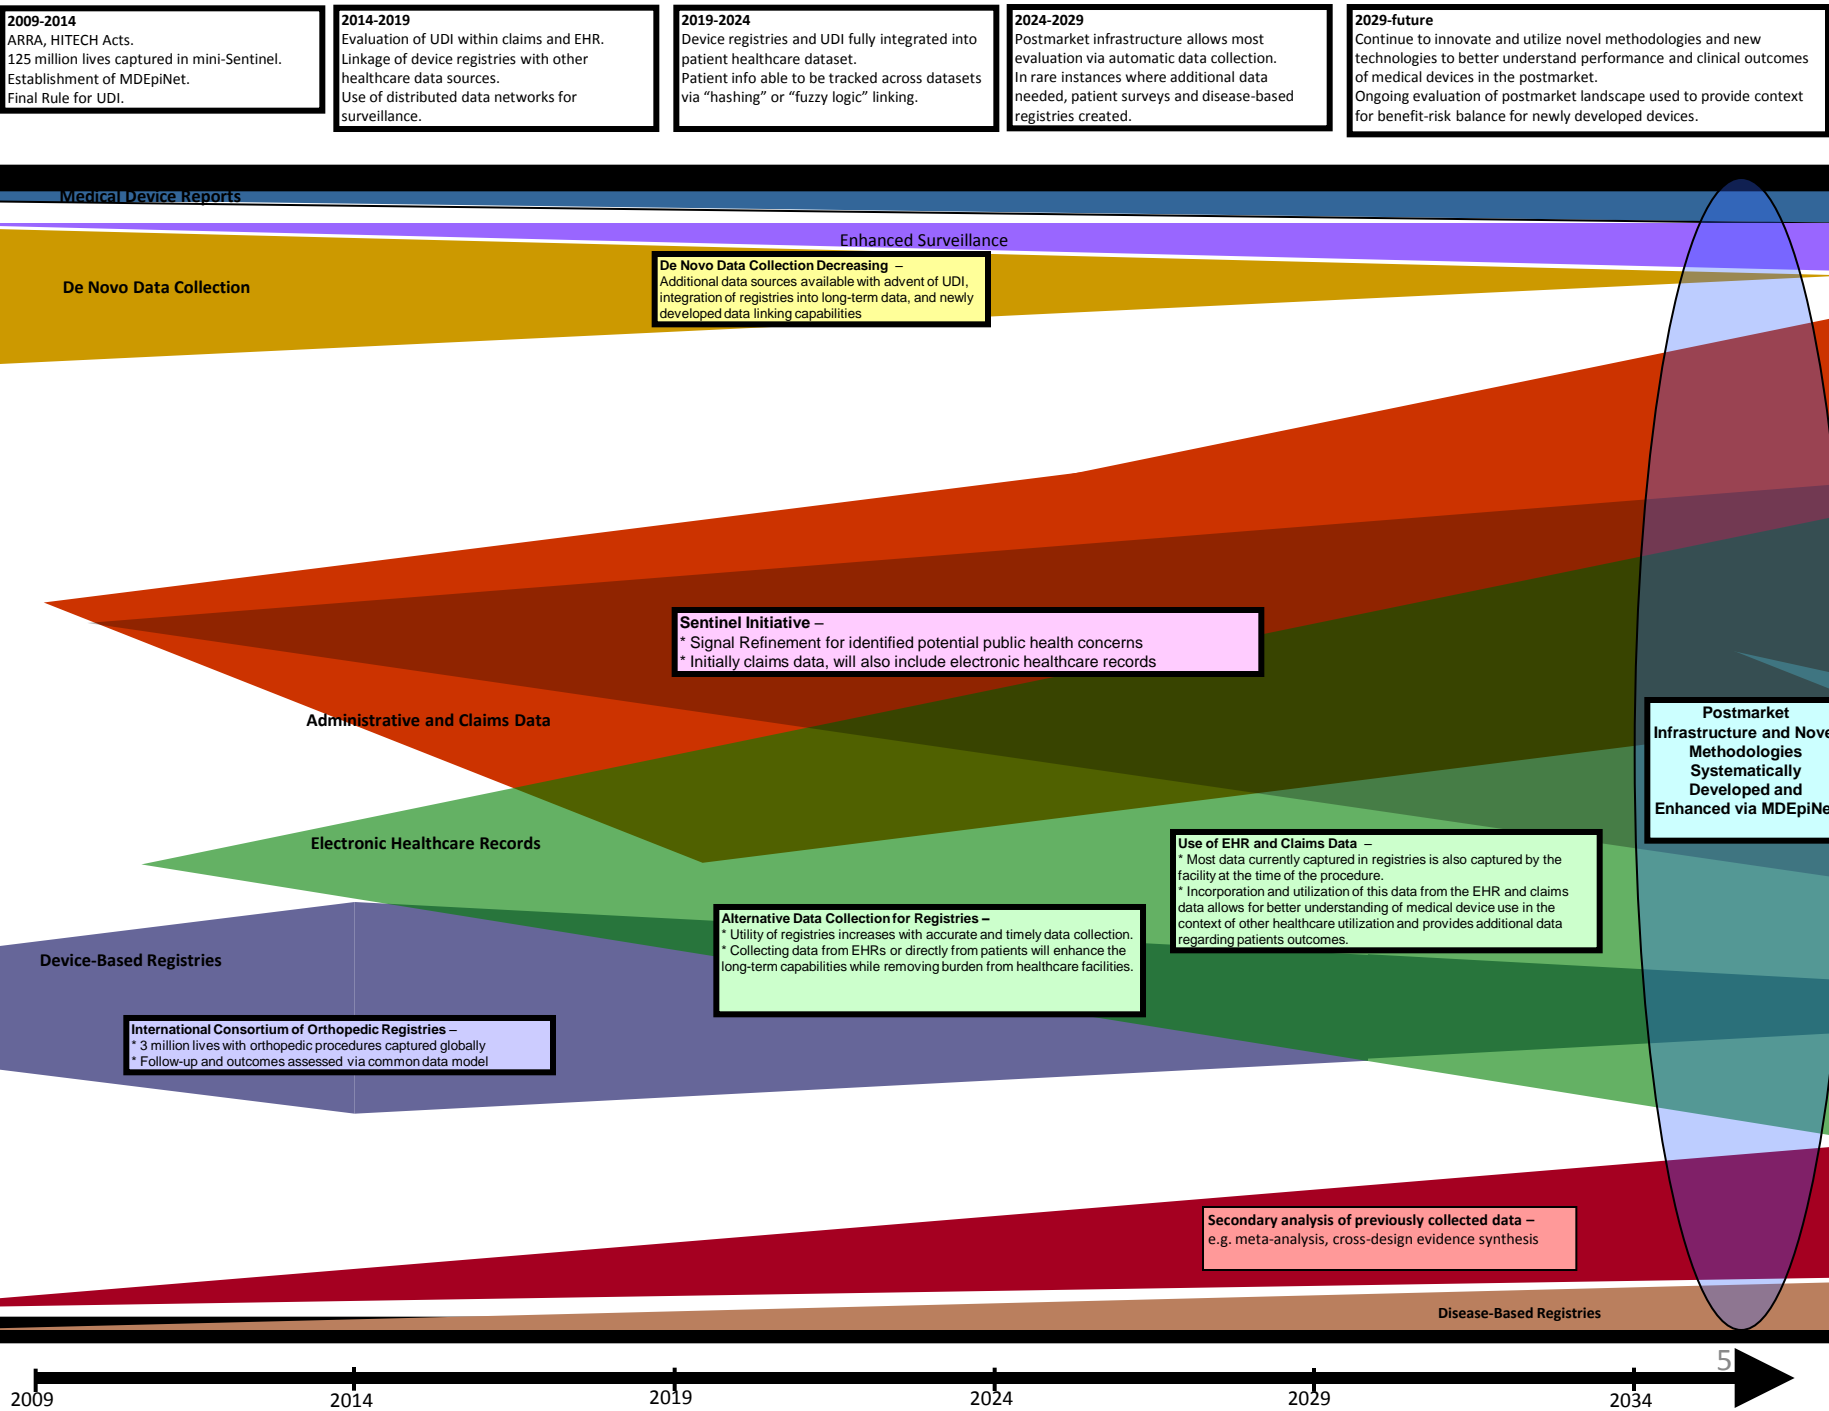 2009-2014
ARRA, HITECH Acts.
125 million lives captured in mini-Sentinel.
Establishment of MDEpiNet.
Final Rule for UDI.
2014-2019
Evaluation of UDI within claims and EHR.
Linkage of device registries with other
healthcare data sources.
Use of distributed data networks for
surveillance.
2019-2024
Device registries and UDI fully integrated into
patient healthcare dataset.
Patient info able to be tracked across datasets
via “hashing” or “fuzzy logic” linking.
2024-2029
Postmarket infrastructure allows most
evaluation via automatic data collection.
In rare instances where additional data
needed, patient surveys and disease-based
registries created.
2029-future
Continue to innovate and utilize novel methodologies and new
technologies to better understand performance and clinical outcomes
of medical devices in the postmarket.
Ongoing evaluation of postmarket landscape used to provide context
for benefit-risk balance for newly developed devices.
Medical Device Reports
Enhanced Surveillance
De Novo Data Collection
De Novo Data Collection Decreasing –
Additional data sources available with advent of UDI,
integration of registries into long-term data, and newly
developed data linking capabilities
Sentinel Initiative –
* Signal Refinement for identified potential public health concerns
* Initially claims data, will also include electronic healthcare records
Administrative and Claims Data
Postmarket
Infrastructure and Nove
Methodologies
Systematically
Developed and
Enhanced via MDEpiNe
Electronic Healthcare Records
Use of EHR and Claims Data –
* Most data currently captured in registries is also captured by the
facility at the time of the procedure.
* Incorporation and utilization of this data from the EHR and claims
data allows for better understanding of medical device use in the
context of other healthcare utilization and provides additional data
regarding patients outcomes.
Alternative Data Collection for Registries –
* Utility of registries increases with accurate and timely data collection.
* Collecting data from EHRs or directly from patients will enhance the
long-term capabilities while removing burden from healthcare facilities.
Device-Based Registries
International Consortium of Orthopedic Registries –
* 3 million lives with orthopedic procedures captured globally
* Follow-up and outcomes assessed via common data model
Secondary analysis of previously collected data –
e.g. meta-analysis, cross-design evidence synthesis
Disease-Based Registries
5
2009
2014
2019
2024
2029
2034